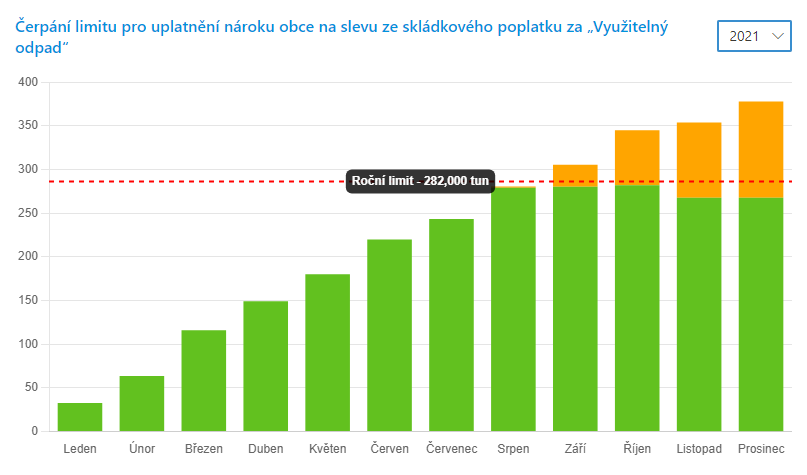 Čerpání limitu pro uplatnění nároku obce na slevu ze skládkového poplatku za „Využitelný
odpad“
2021
400
350
300
Roční limit - 282,000 tun
250
200
150
100
50
0
Leden Únor Březen Duben Květen Červen Červenec Srpen Září Říjen Listopad Prosinec